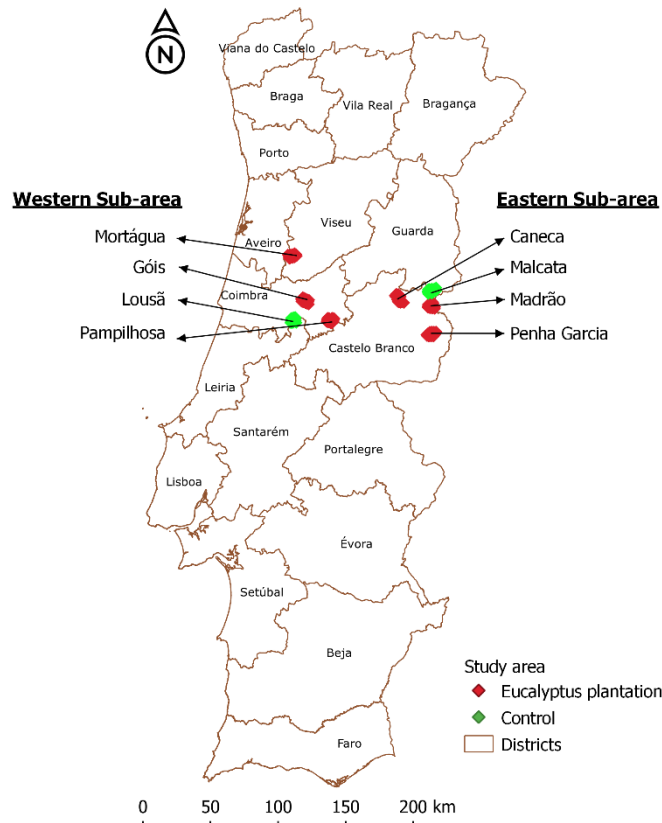 N
Viana do Castelo
Braga
Vila Real
Bragança
Porto
Western Sub-area
Eastern Sub-area
Mortágua
Góis
Lousã
Pampilhosa
Caneca
Malcata
Madrão
Penha Garcia
Aveiro
Viseu
Guarda
Coimbra
Castelo Branco
Leiria
Santarém
Portalegre
Lisboa
Évora
Setúbal
Beja
Faro
Study area
Eucalyptus plantation
Control
Districts
0 50 100 150 200 km